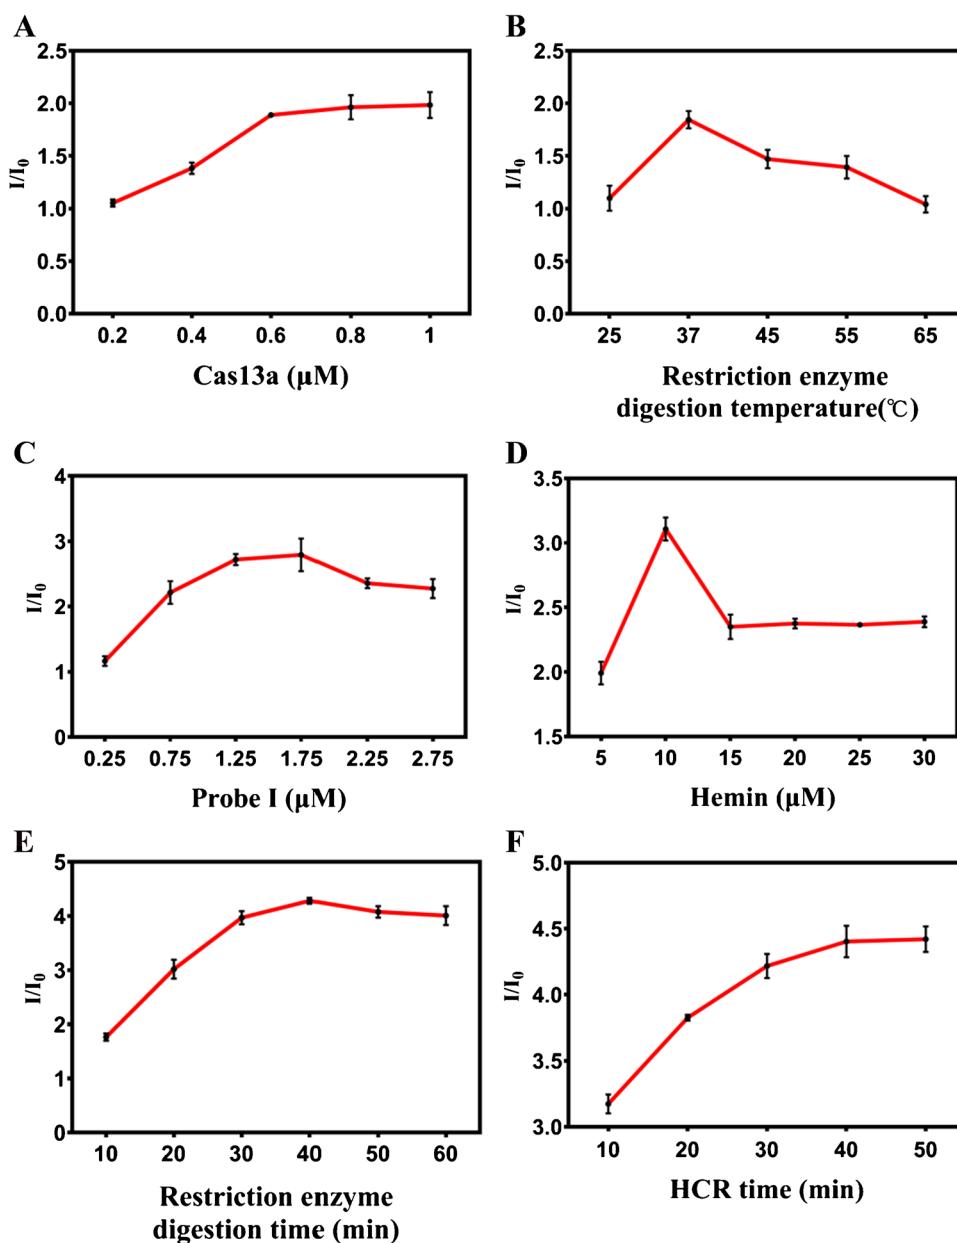 A
2.5
2.0
1.5
1.0
0.5
0.0
I/I0
0.2 0.4 0.6 0.8 1
Cas13a (μM)
B
2.5
2.0
1.5
1.0
0.5
0.0
I/I0
25 37 45 55 65
Restriction enzyme
digestion temperature(℃)
C
4
3
2
1
0
I/I0
0.25 0.75 1.25 1.75 2.25 2.75
Probe I (μM)
D
3.5
3.0
2.5
2.0
1.5
I/I0
5 10 15 20 25 30
Hemin (μM)
E
5
4
3
2
1
0
I/I0
10 20 30 40 50 60
Restriction enzyme
digestion time (min)
F
5.0
4.5
4.0
3.5
3.0
I/I0
10 20 30 40 50
HCR time (min)